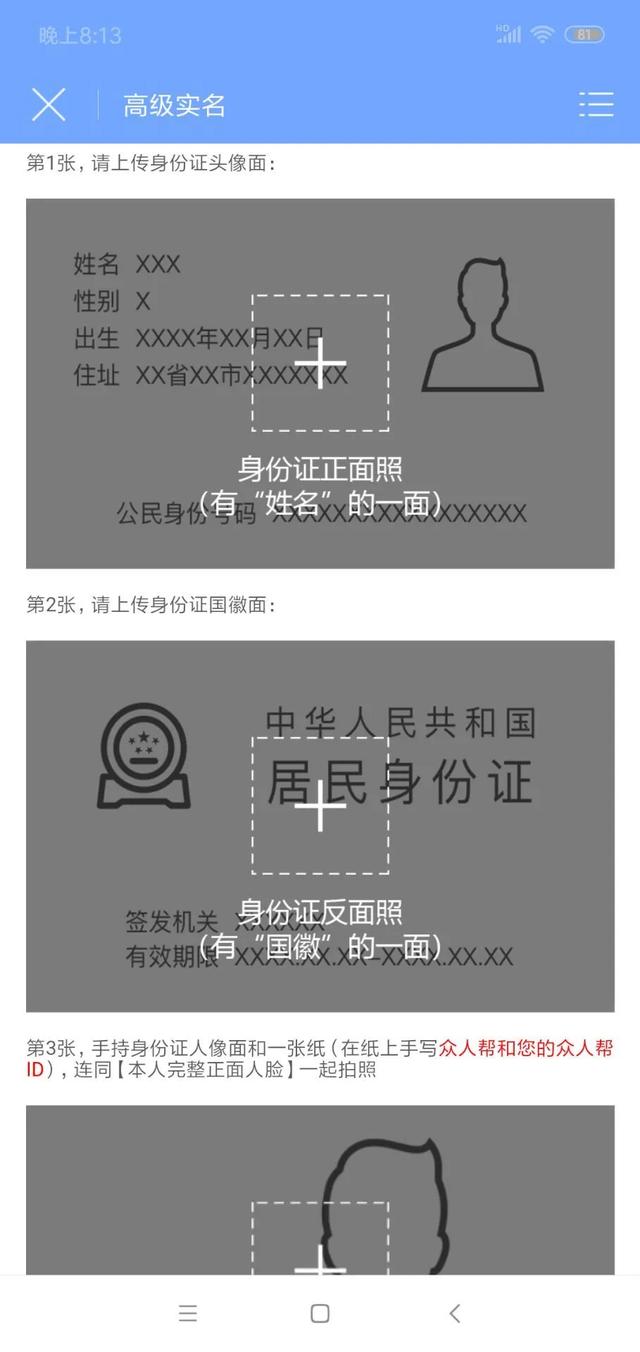 晚上8:13
HD
81
高级实名
第1张，请上传身份证头像面：
姓名 XXX
性别 X
出生 XXXX年XX月XX日
住址 XX省XX市XXXXXXX
身份证正面照
（有“姓名”的一面）
公民身份号码 XXXXXXXXXXXXXXXXXX
第2张，请上传身份证国徽面：
中华人民共和国
居民身份证
身份证反面照
签发机关 XXXXXX
（有“国徽”的一面）
有效期限 XXXX.XX.XX-XXXX.XX.XX
第3张，手持身份证人像面和一张纸（在纸上手写众人帮和您的众人帮
ID），连同【本人完整正面人脸】一起拍照